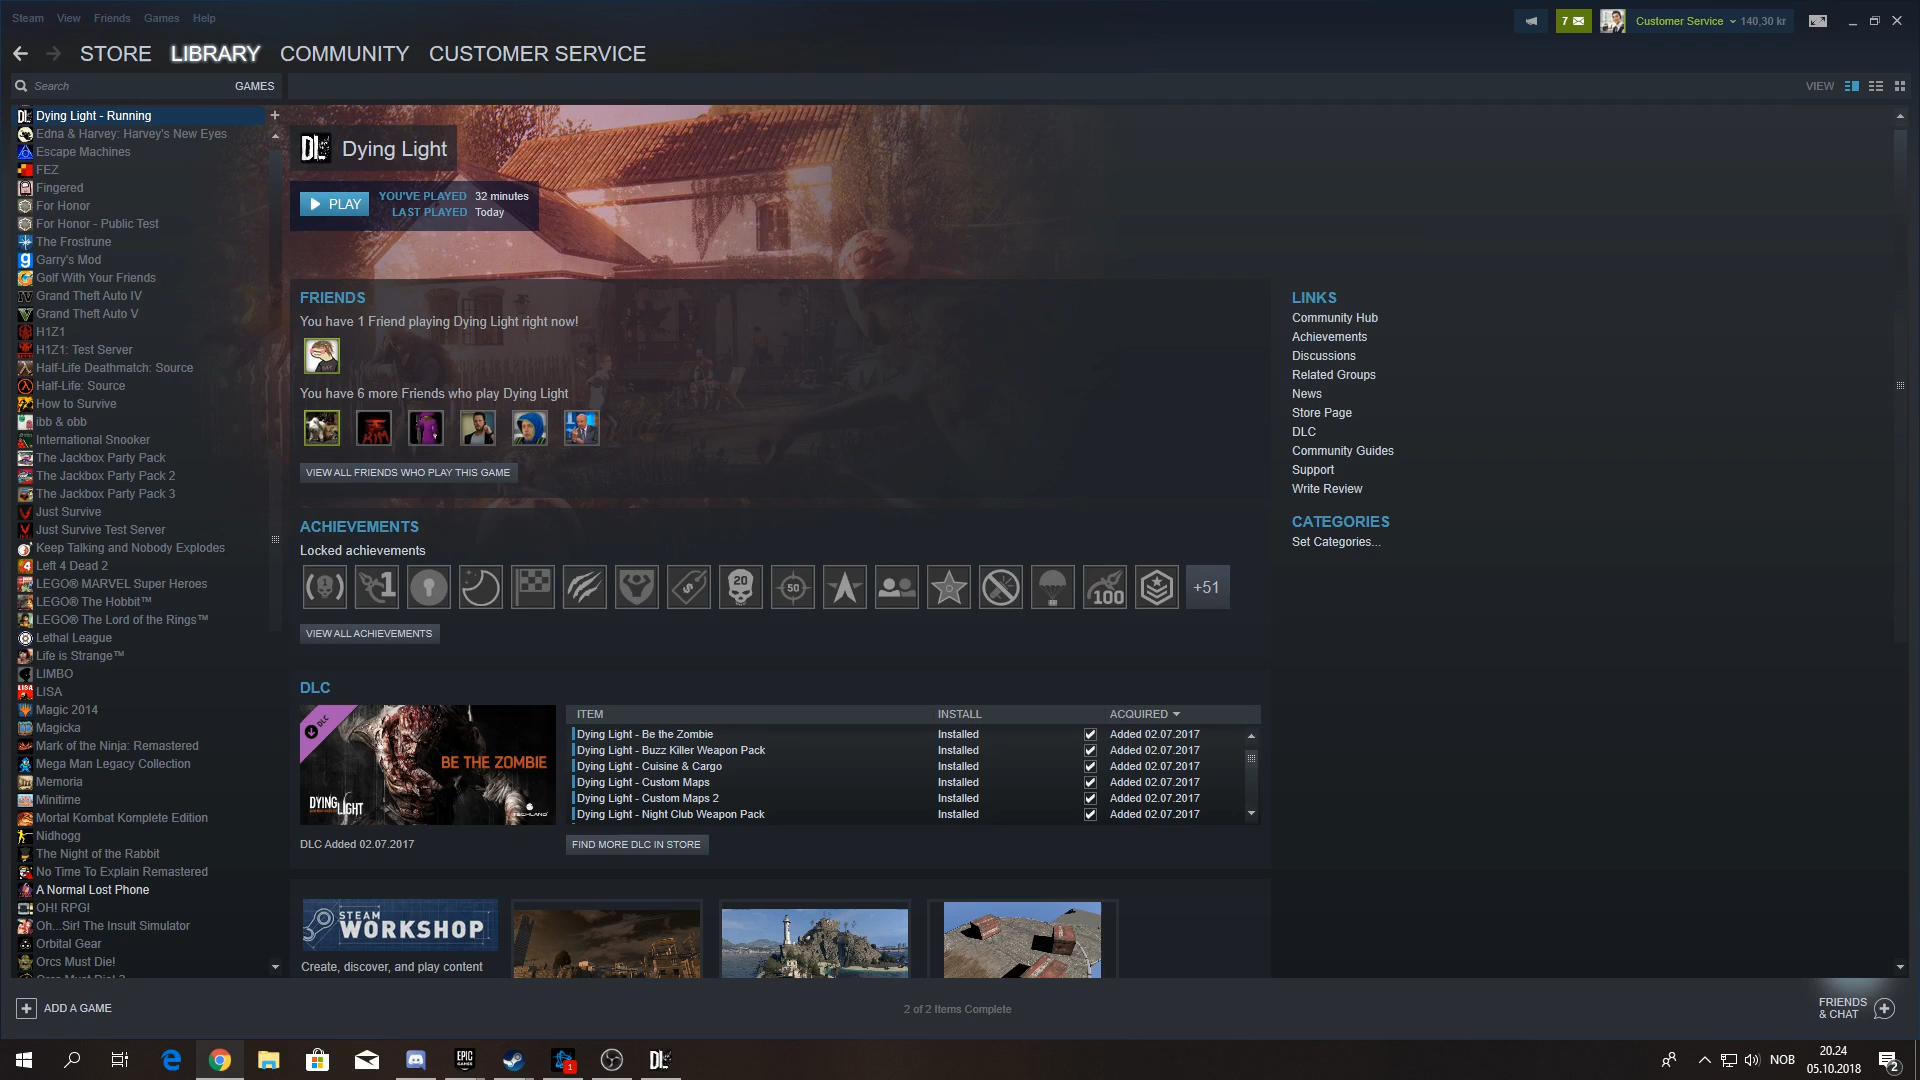 Steam View Friends Games Help
7
Customer Service 140,30 kr
STORE LIBRARY COMMUNITY CUSTOMER SERVICE
Search GAMES
VIEW
Dying Light - Running
Edna & Harvey: Harvey's New Eyes
Escape Machines
FEZ
Fingered
For Honor
For Honor - Public Test
The Frostrune
Garry's Mod
Golf With Your Friends
Grand Theft Auto IV
Grand Theft Auto V
H1Z1
H1Z1: Test Server
Half-Life Deathmatch: Source
Half-Life: Source
How to Survive
ibb & obb
International Snooker
The Jackbox Party Pack
The Jackbox Party Pack 2
The Jackbox Party Pack 3
Just Survive
Just Survive Test Server
Keep Talking and Nobody Explodes
Left 4 Dead 2
LEGO® MARVEL Super Heroes
LEGO® The Hobbit™
LEGO® The Lord of the Rings™
Lethal League
Life is Strange™
LIMBO
LISA
Magic 2014
Magicka
Mark of the Ninja: Remastered
Mega Man Legacy Collection
Memoria
Minitime
Mortal Kombat Komplete Edition
Nidhogg
The Night of the Rabbit
No Time To Explain Remastered
A Normal Lost Phone
OH! RPG!
Oh...Sir! The Insult Simulator
Orbital Gear
Orcs Must Die!
Dying Light
PLAY
YOU'VE PLAYED 32 minutes
LAST PLAYED Today
FRIENDS
You have 1 Friend playing Dying Light right now!
You have 6 more Friends who play Dying Light
VIEW ALL FRIENDS WHO PLAY THIS GAME
ACHIEVEMENTS
Locked achievements
1 1 20 50 100 +51
VIEW ALL ACHIEVEMENTS
DLC
DLC
BE THE ZOMBIE
DYING LIGHT
TECHLAND
DLC Added 02.07.2017
ITEM INSTALL ACQUIRED
Dying Light - Be the Zombie Installed Added 02.07.2017
Dying Light - Buzz Killer Weapon Pack Installed Added 02.07.2017
Dying Light - Cuisine & Cargo Installed Added 02.07.2017
Dying Light - Custom Maps Installed Added 02.07.2017
Dying Light - Custom Maps 2 Installed Added 02.07.2017
Dying Light - Night Club Weapon Pack Installed Added 02.07.2017
FIND MORE DLC IN STORE
STEAM
WORKSHOP
Create, discover, and play content
LINKS
Community Hub
Achievements
Discussions
Related Groups
News
Store Page
DLC
Community Guides
Support
Write Review
CATEGORIES
Set Categories...
ADD A GAME
2 of 2 Items Complete
FRIENDS
& CHAT
EPIC
GAMES
1
DL
NOB
20.24
05.10.2018
2